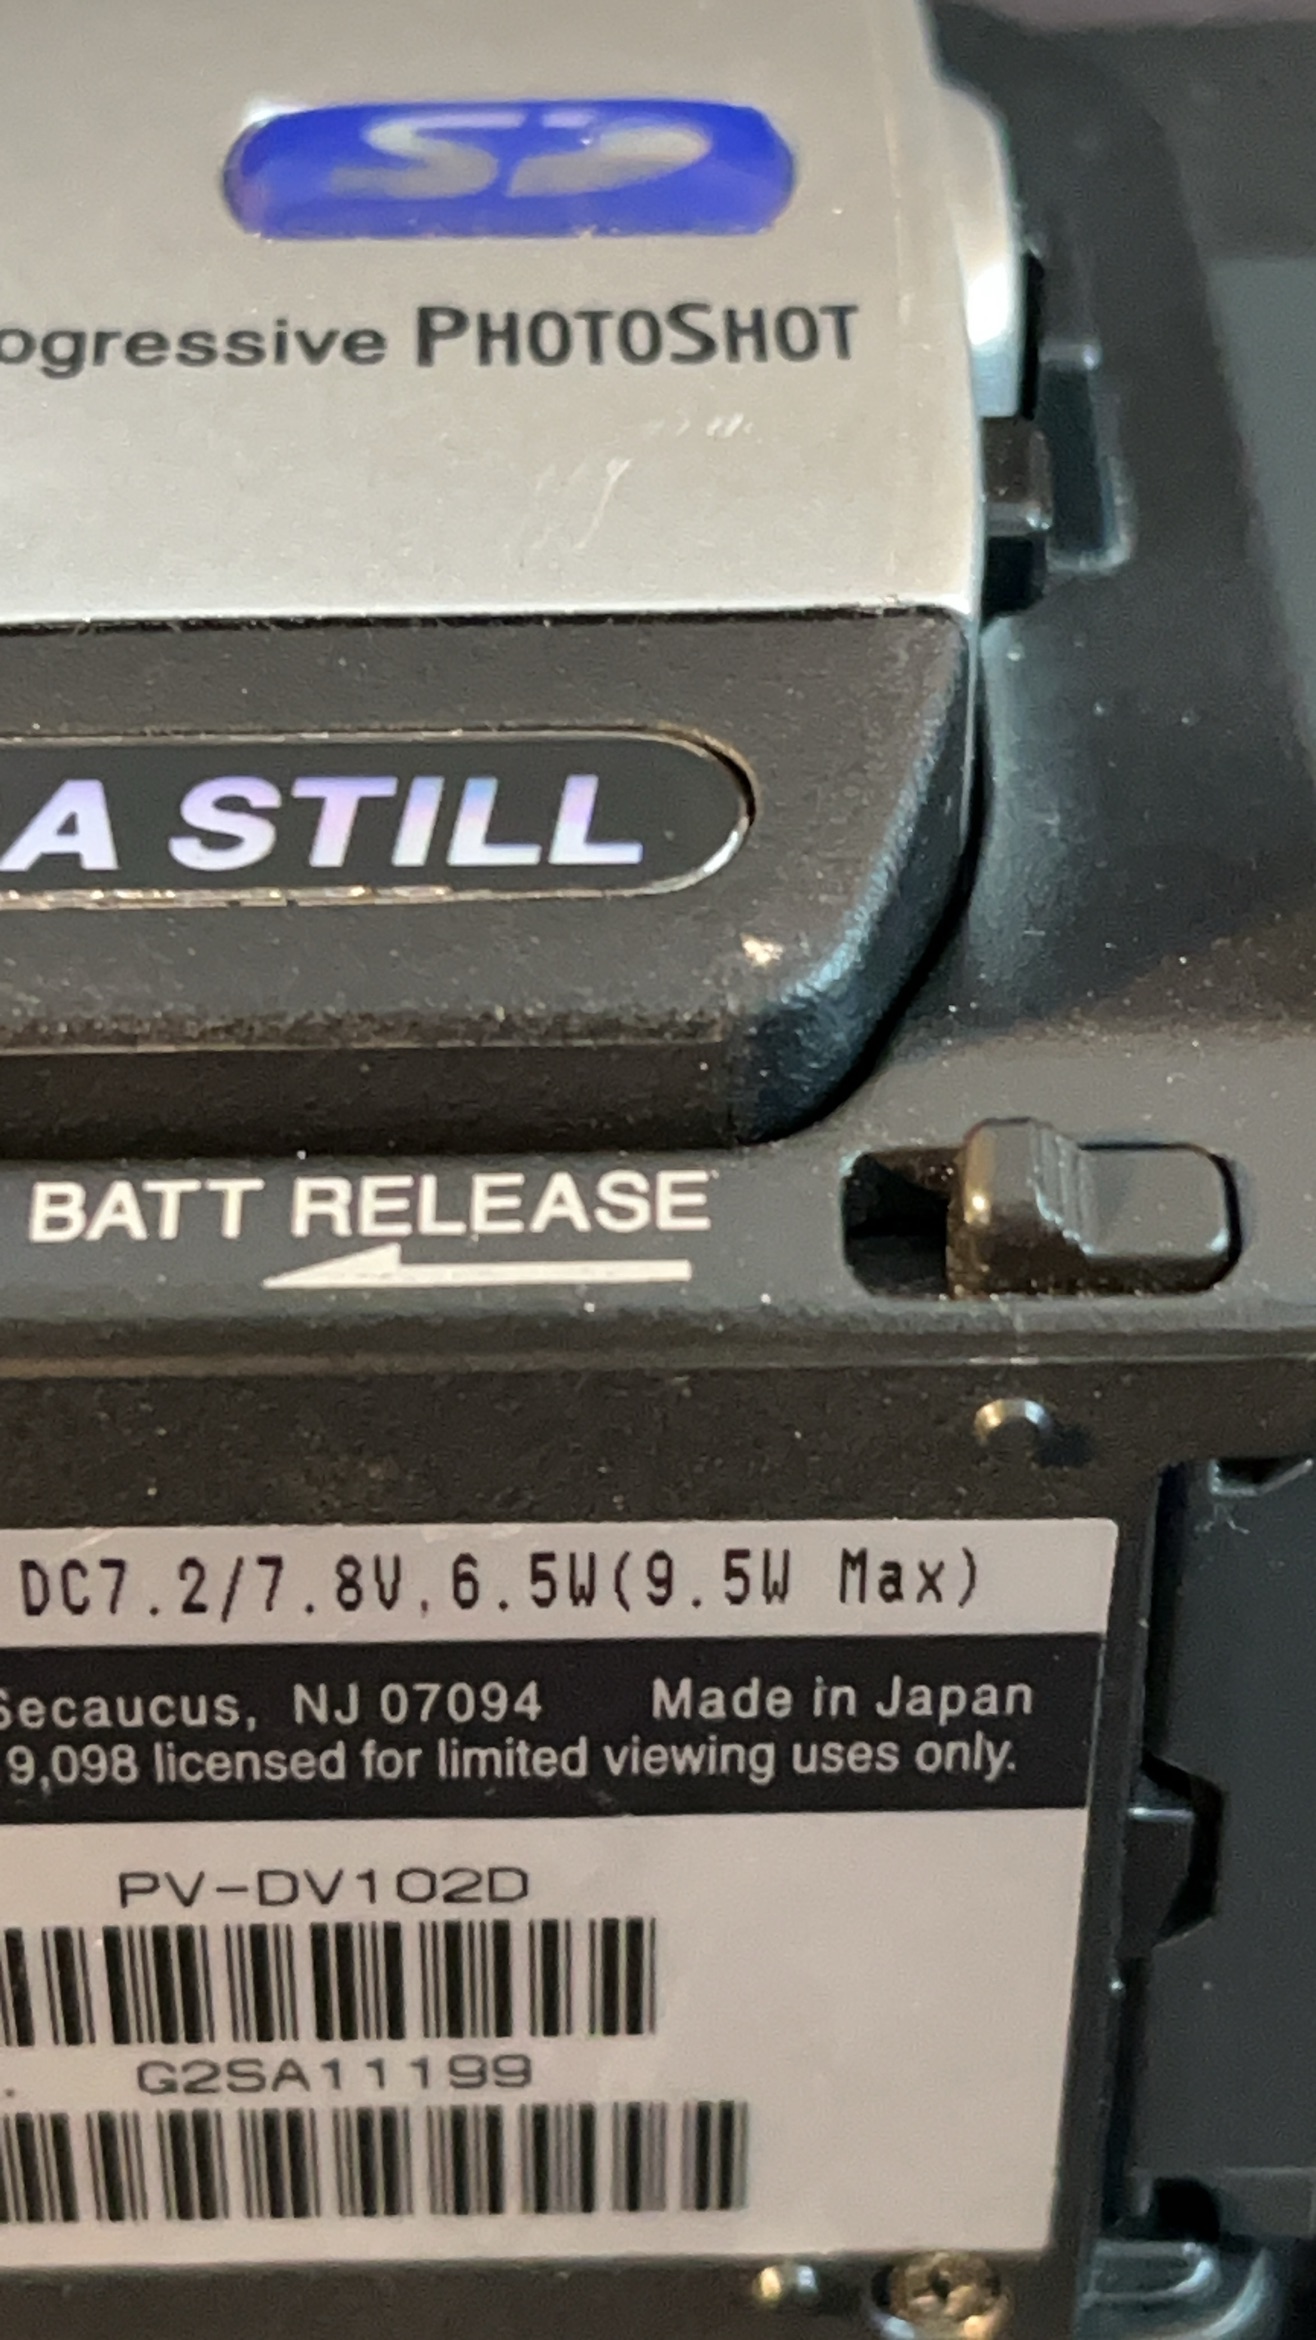 SD
ogressive PHOTOSHOT
A STILL
BATT RELEASE
DC7.2/7.8V,6.5W(9.5W Max)
Secaucus, NJ 07094 Made in Japan
9,098 licensed for limited viewing uses only.
PV-DV102D
G2SA11199